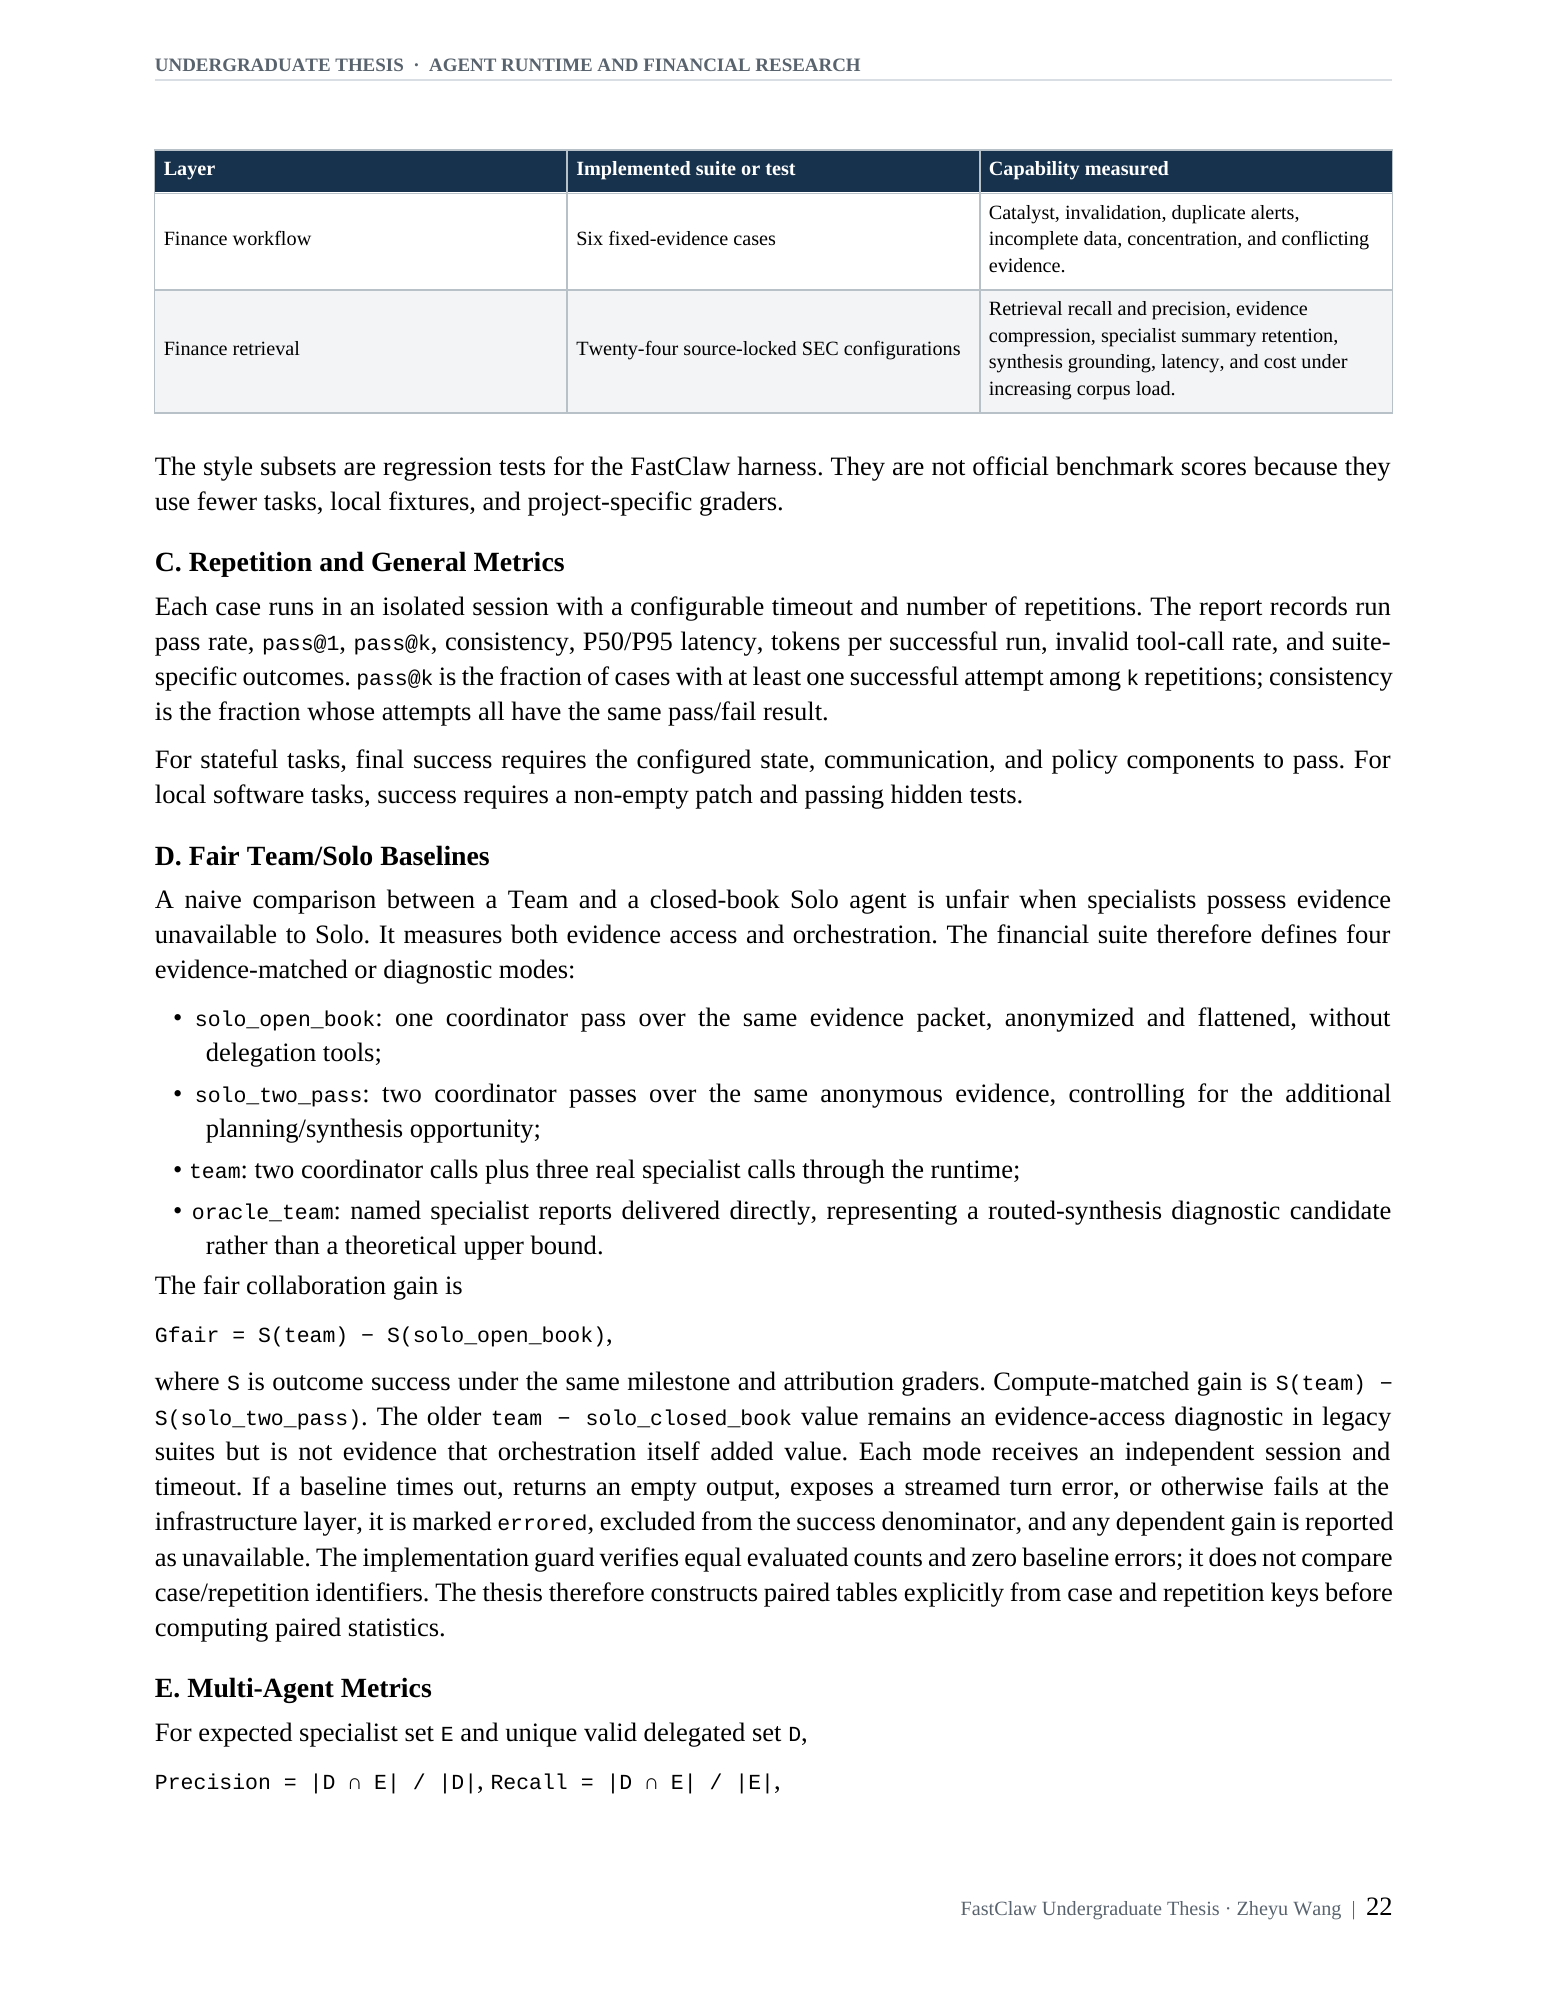 UNDERGRADUATE THESIS · AGENT RUNTIME AND FINANCIAL RESEARCH
Layer
Implemented suite or test
Capability measured
Finance workflow
Six fixed-evidence cases
Catalyst, invalidation, duplicate alerts,
incomplete data, concentration, and conflicting
evidence.
Finance retrieval
Twenty-four source-locked SEC configurations
Retrieval recall and precision, evidence
compression, specialist summary retention,
synthesis grounding, latency, and cost under
increasing corpus load.
The style subsets are regression tests for the FastClaw harness. They are not official benchmark scores because they
use fewer tasks, local fixtures, and project-specific graders.
C. Repetition and General Metrics
Each case runs in an isolated session with a configurable timeout and number of repetitions. The report records run
pass rate, pass@1, pass@k, consistency, P50/P95 latency, tokens per successful run, invalid tool-call rate, and suite-
specific outcomes. pass@k is the fraction of cases with at least one successful attempt among k repetitions; consistency
is the fraction whose attempts all have the same pass/fail result.
For stateful tasks, final success requires the configured state, communication, and policy components to pass. For
local software tasks, success requires a non-empty patch and passing hidden tests.
D. Fair Team/Solo Baselines
A naive comparison between a Team and a closed-book Solo agent is unfair when specialists possess evidence
unavailable to Solo. It measures both evidence access and orchestration. The financial suite therefore defines four
evidence-matched or diagnostic modes:
• solo_open_book: one coordinator pass over the same evidence packet, anonymized and flattened, without
delegation tools;
• solo_two_pass: two coordinator passes over the same anonymous evidence, controlling for the additional
planning/synthesis opportunity;
• team: two coordinator calls plus three real specialist calls through the runtime;
• oracle_team: named specialist reports delivered directly, representing a routed-synthesis diagnostic candidate
rather than a theoretical upper bound.
The fair collaboration gain is
Gfair = S(team) − S(solo_open_book),
where S is outcome success under the same milestone and attribution graders. Compute-matched gain is S(team) −
S(solo_two_pass). The older team − solo_closed_book value remains an evidence-access diagnostic in legacy
suites but is not evidence that orchestration itself added value. Each mode receives an independent session and
timeout. If a baseline times out, returns an empty output, exposes a streamed turn error, or otherwise fails at the
infrastructure layer, it is marked errored, excluded from the success denominator, and any dependent gain is reported
as unavailable. The implementation guard verifies equal evaluated counts and zero baseline errors; it does not compare
case/repetition identifiers. The thesis therefore constructs paired tables explicitly from case and repetition keys before
computing paired statistics.
E. Multi-Agent Metrics
For expected specialist set E and unique valid delegated set D,
Precision = |D ∩ E| / |D|, Recall = |D ∩ E| / |E|,
FastClaw Undergraduate Thesis · Zheyu Wang | 22